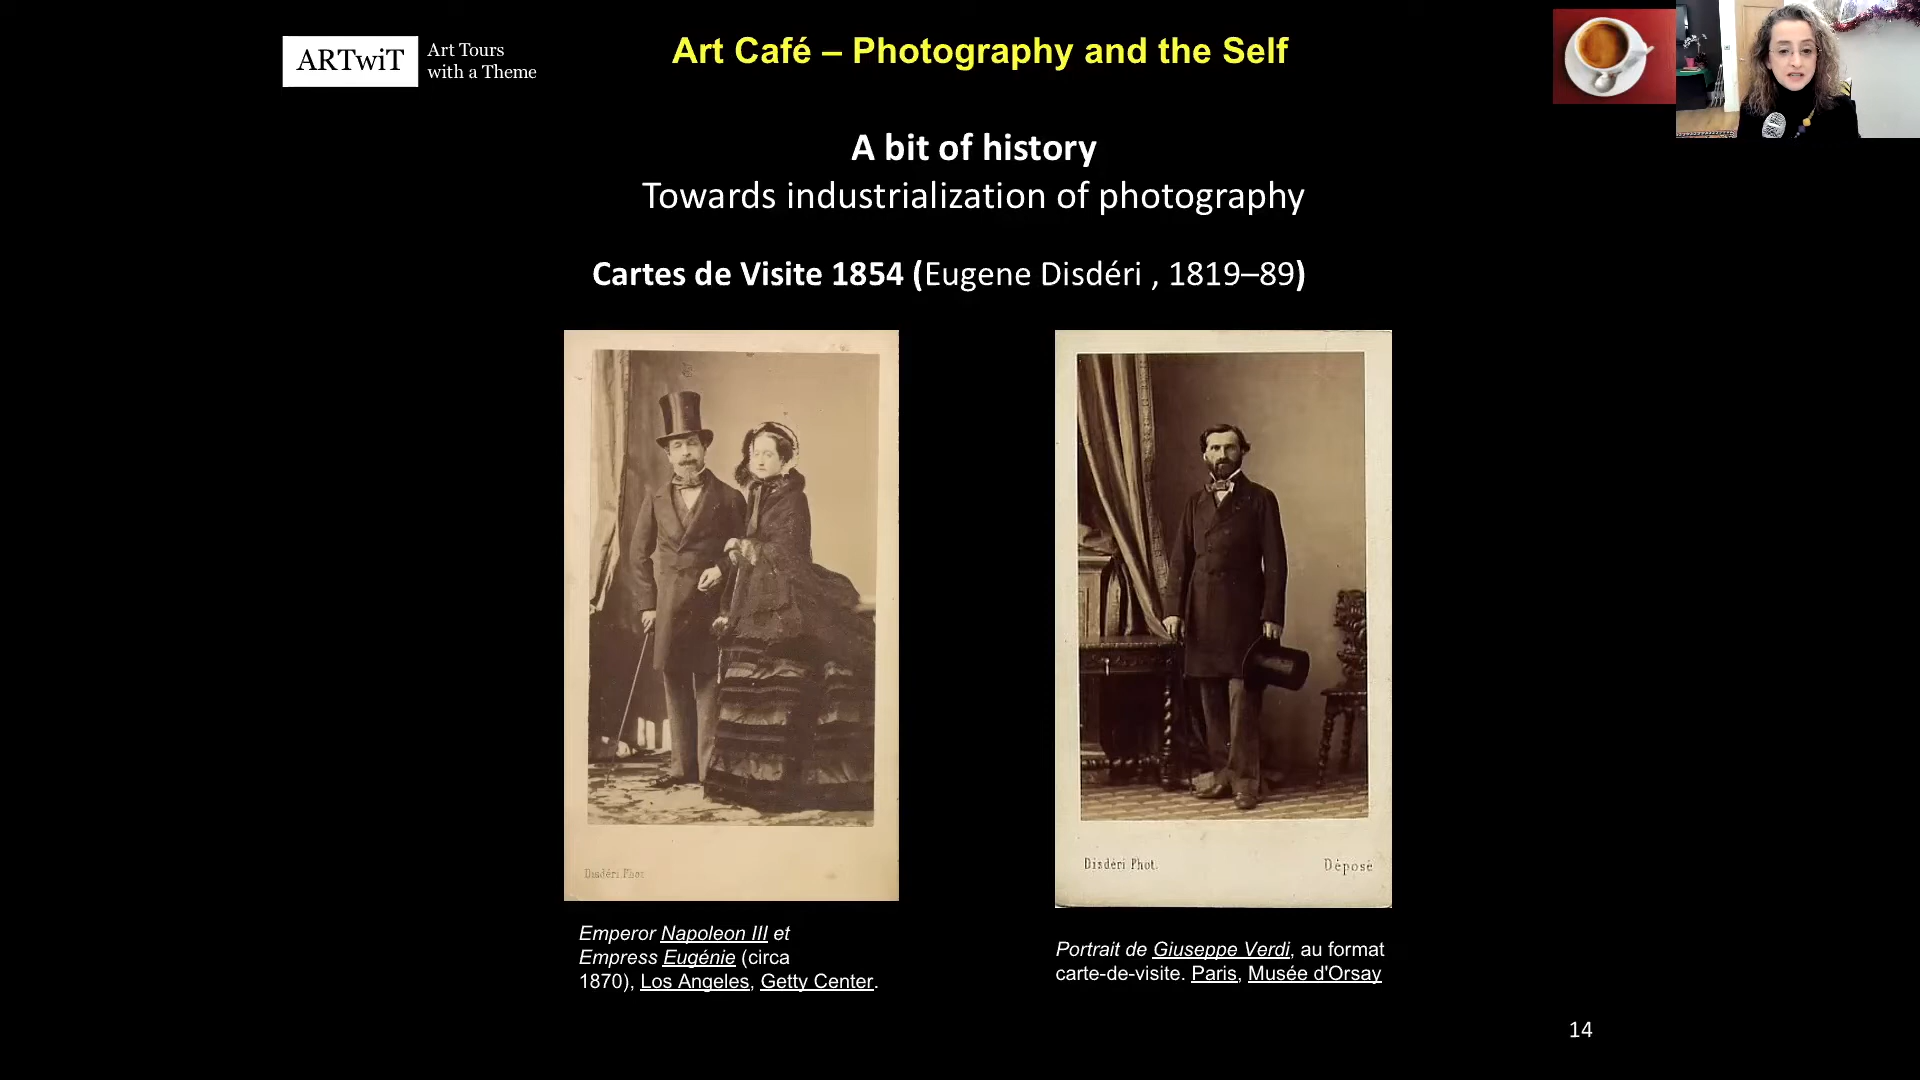 ARTwiT
Art Tours
with a Theme
Art Café – Photography and the Self
A bit of history
Towards industrialization of photography
Cartes de Visite 1854 (Eugene Disdéri , 1819–89)
Disdéri Phot.
Disdéri Phot.
Déposé
Emperor Napoleon III et
Empress Eugénie (circa
1870), Los Angeles, Getty Center.
Portrait de Giuseppe Verdi, au format
carte-de-visite. Paris, Musée d'Orsay
14